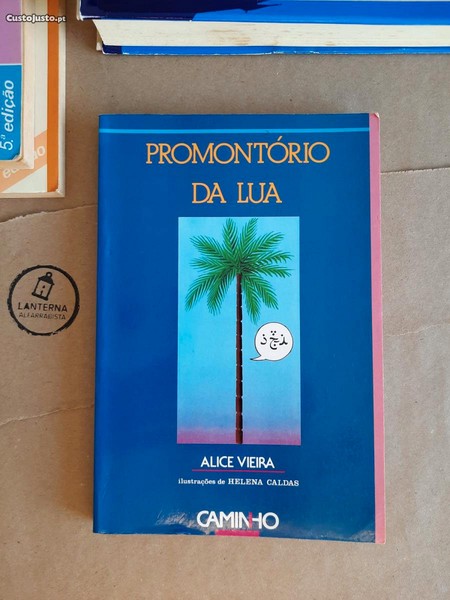 CustoJusto.pt
5.ª edição
PROMONTÓRIO
DA LUA
LANTERNA
ALFARRABISTA
ALICE VIEIRA
ilustrações de HELENA CALDAS
CAMINHO